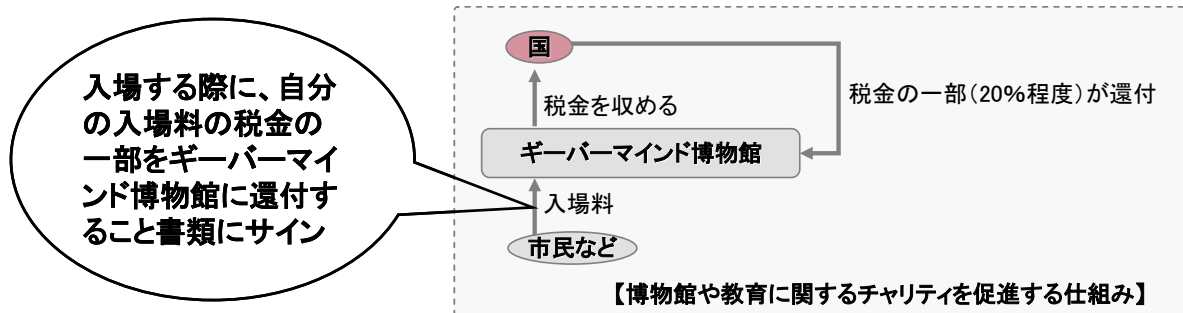 入場する際に、自分
の入場料の税金の
一部をギーバーマイ
ンド博物館に還付す
ること書類にサイン
国
税金を収める
税金の一部(20%程度)が還付
ギーバーマインド博物館
入場料
市民など
【博物館や教育に関するチャリティを促進する仕組み】